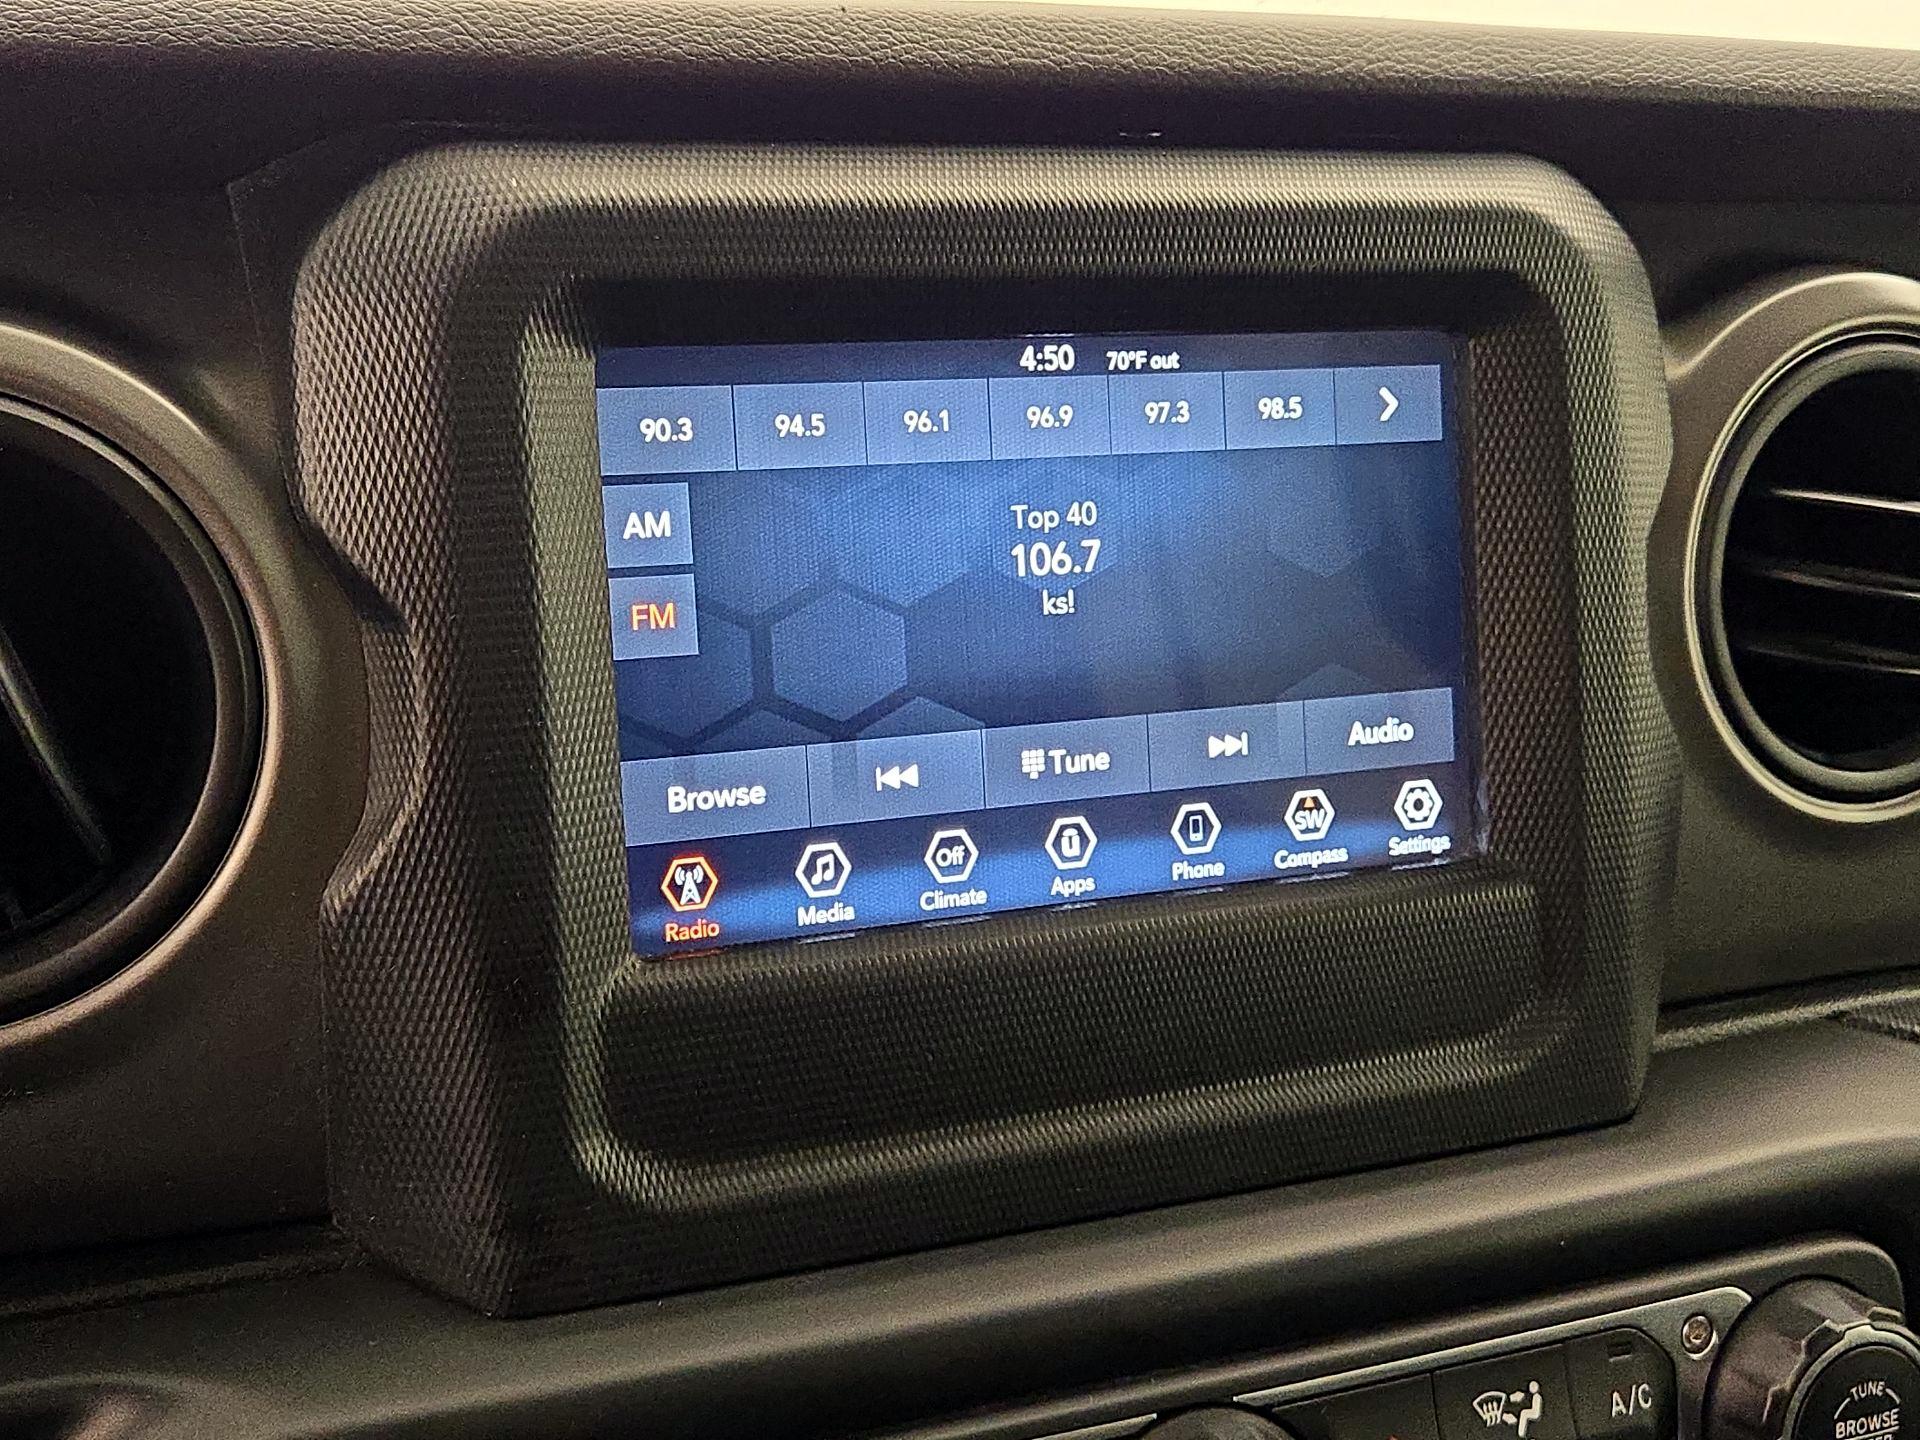 4:50 70°F out
90.3 94.5 96.1 96.9 97.3 98.5
AM
Top 40
106.7
FM
ks!
Browse Tune Audio
Off SW
Radio Media Climate Apps Phone Compass Settings
A/C
TUNE
BROWSE